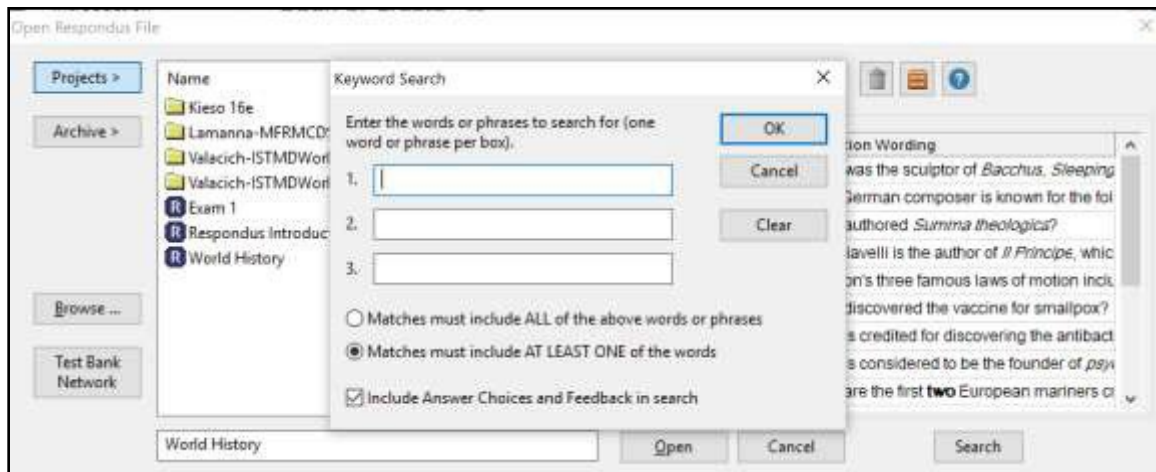 Open Respondus File
Projects >
Archive >
Browse ...
Test Bank
Network
Name
Kieso 16e
Lamanna-MFRMCDS
Valacich-ISTMDWorl
Valacich-ISTMDWorl
Exam 1
Respondus Introduc
World History
Keyword Search
Enter the words or phrases to search for (one
word or phrase per box).
1.
2.
3.
OK
Cancel
Clear
Matches must include ALL of the above words or phrases
Matches must include AT LEAST ONE of the words
Include Answer Choices and Feedback in search
ion Wording
was the sculptor of Bacchus, Sleeping
German composer is known for the fol
authored Summa theologica?
iavelli is the author of Il Principe, whic
on's three famous laws of motion inclu
discovered the vaccine for smallpox?
s credited for discovering the antibact
s considered to be the founder of psy
are the first two European mariners cr
World History
Open
Cancel
Search